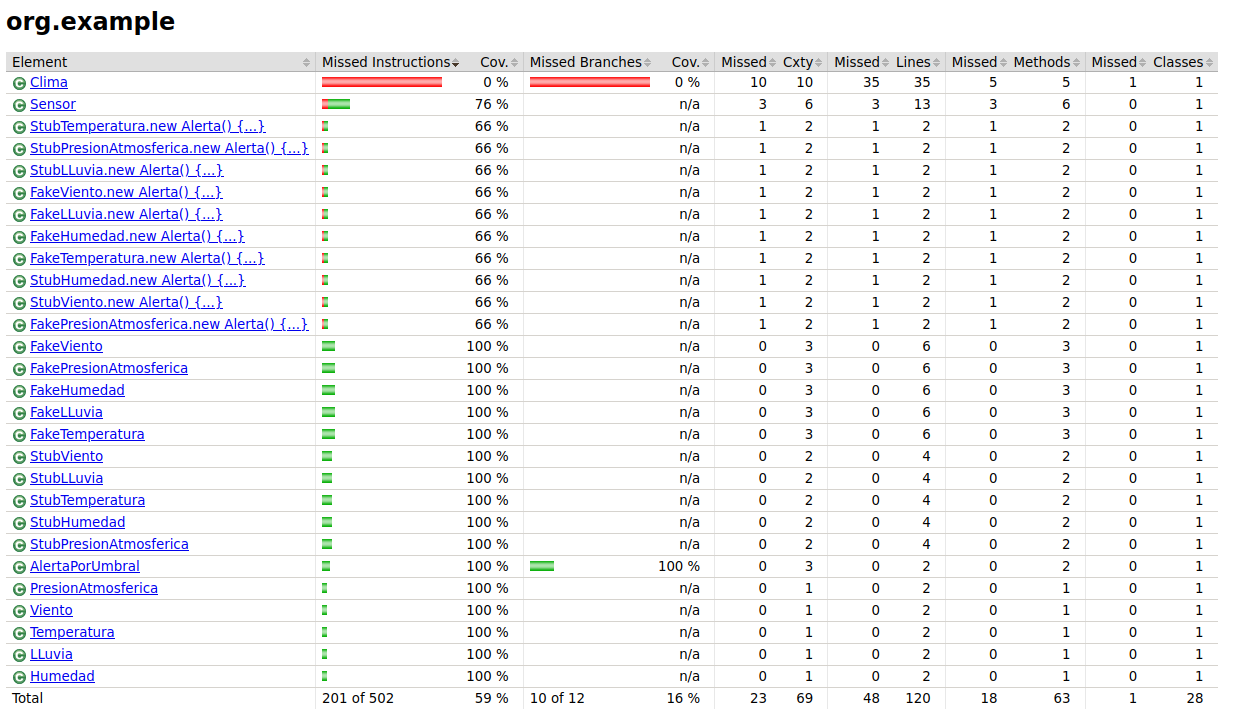 org.example
Element Missed Instructions Cov. Missed Branches Cov. Missed Cxty Missed Lines Missed Methods Missed Classes
Clima 0 % 0 % 10 10 35 35 5 5 1 1
Sensor 76 % n/a 3 6 3 13 3 6 0 1
StubTemperatura.new Alerta() {...} 66 % n/a 1 2 1 2 1 2 0 1
StubPresionAtmosferica.new Alerta() {...} 66 % n/a 1 2 1 2 1 2 0 1
StubLLuvia.new Alerta() {...} 66 % n/a 1 2 1 2 1 2 0 1
FakeViento.new Alerta() {...} 66 % n/a 1 2 1 2 1 2 0 1
FakeLLuvia.new Alerta() {...} 66 % n/a 1 2 1 2 1 2 0 1
FakeHumedad.new Alerta() {...} 66 % n/a 1 2 1 2 1 2 0 1
FakeTemperatura.new Alerta() {...} 66 % n/a 1 2 1 2 1 2 0 1
StubHumedad.new Alerta() {...} 66 % n/a 1 2 1 2 1 2 0 1
StubViento.new Alerta() {...} 66 % n/a 1 2 1 2 1 2 0 1
FakePresionAtmosferica.new Alerta() {...} 66 % n/a 1 2 1 2 1 2 0 1
FakeViento 100 % n/a 0 3 0 6 0 3 0 1
FakePresionAtmosferica 100 % n/a 0 3 0 6 0 3 0 1
FakeHumedad 100 % n/a 0 3 0 6 0 3 0 1
FakeLLuvia 100 % n/a 0 3 0 6 0 3 0 1
FakeTemperatura 100 % n/a 0 3 0 6 0 3 0 1
StubViento 100 % n/a 0 2 0 4 0 2 0 1
StubLLuvia 100 % n/a 0 2 0 4 0 2 0 1
StubTemperatura 100 % n/a 0 2 0 4 0 2 0 1
StubHumedad 100 % n/a 0 2 0 4 0 2 0 1
StubPresionAtmosferica 100 % n/a 0 2 0 4 0 2 0 1
AlertaPorUmbral 100 % 100 % 0 3 0 2 0 2 0 1
PresionAtmosferica 100 % n/a 0 1 0 2 0 1 0 1
Viento 100 % n/a 0 1 0 2 0 1 0 1
Temperatura 100 % n/a 0 1 0 2 0 1 0 1
LLuvia 100 % n/a 0 1 0 2 0 1 0 1
Humedad 100 % n/a 0 1 0 2 0 1 0 1
Total 201 of 502 59 % 10 of 12 16 % 23 69 48 120 18 63 1 28